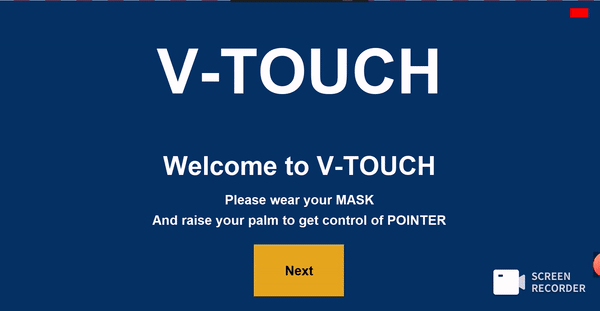 V-TOUCH
Welcome to V-TOUCH
Please wear your MASK
And raise your palm to get control of POINTER
Next
SCREEN
RECORDER